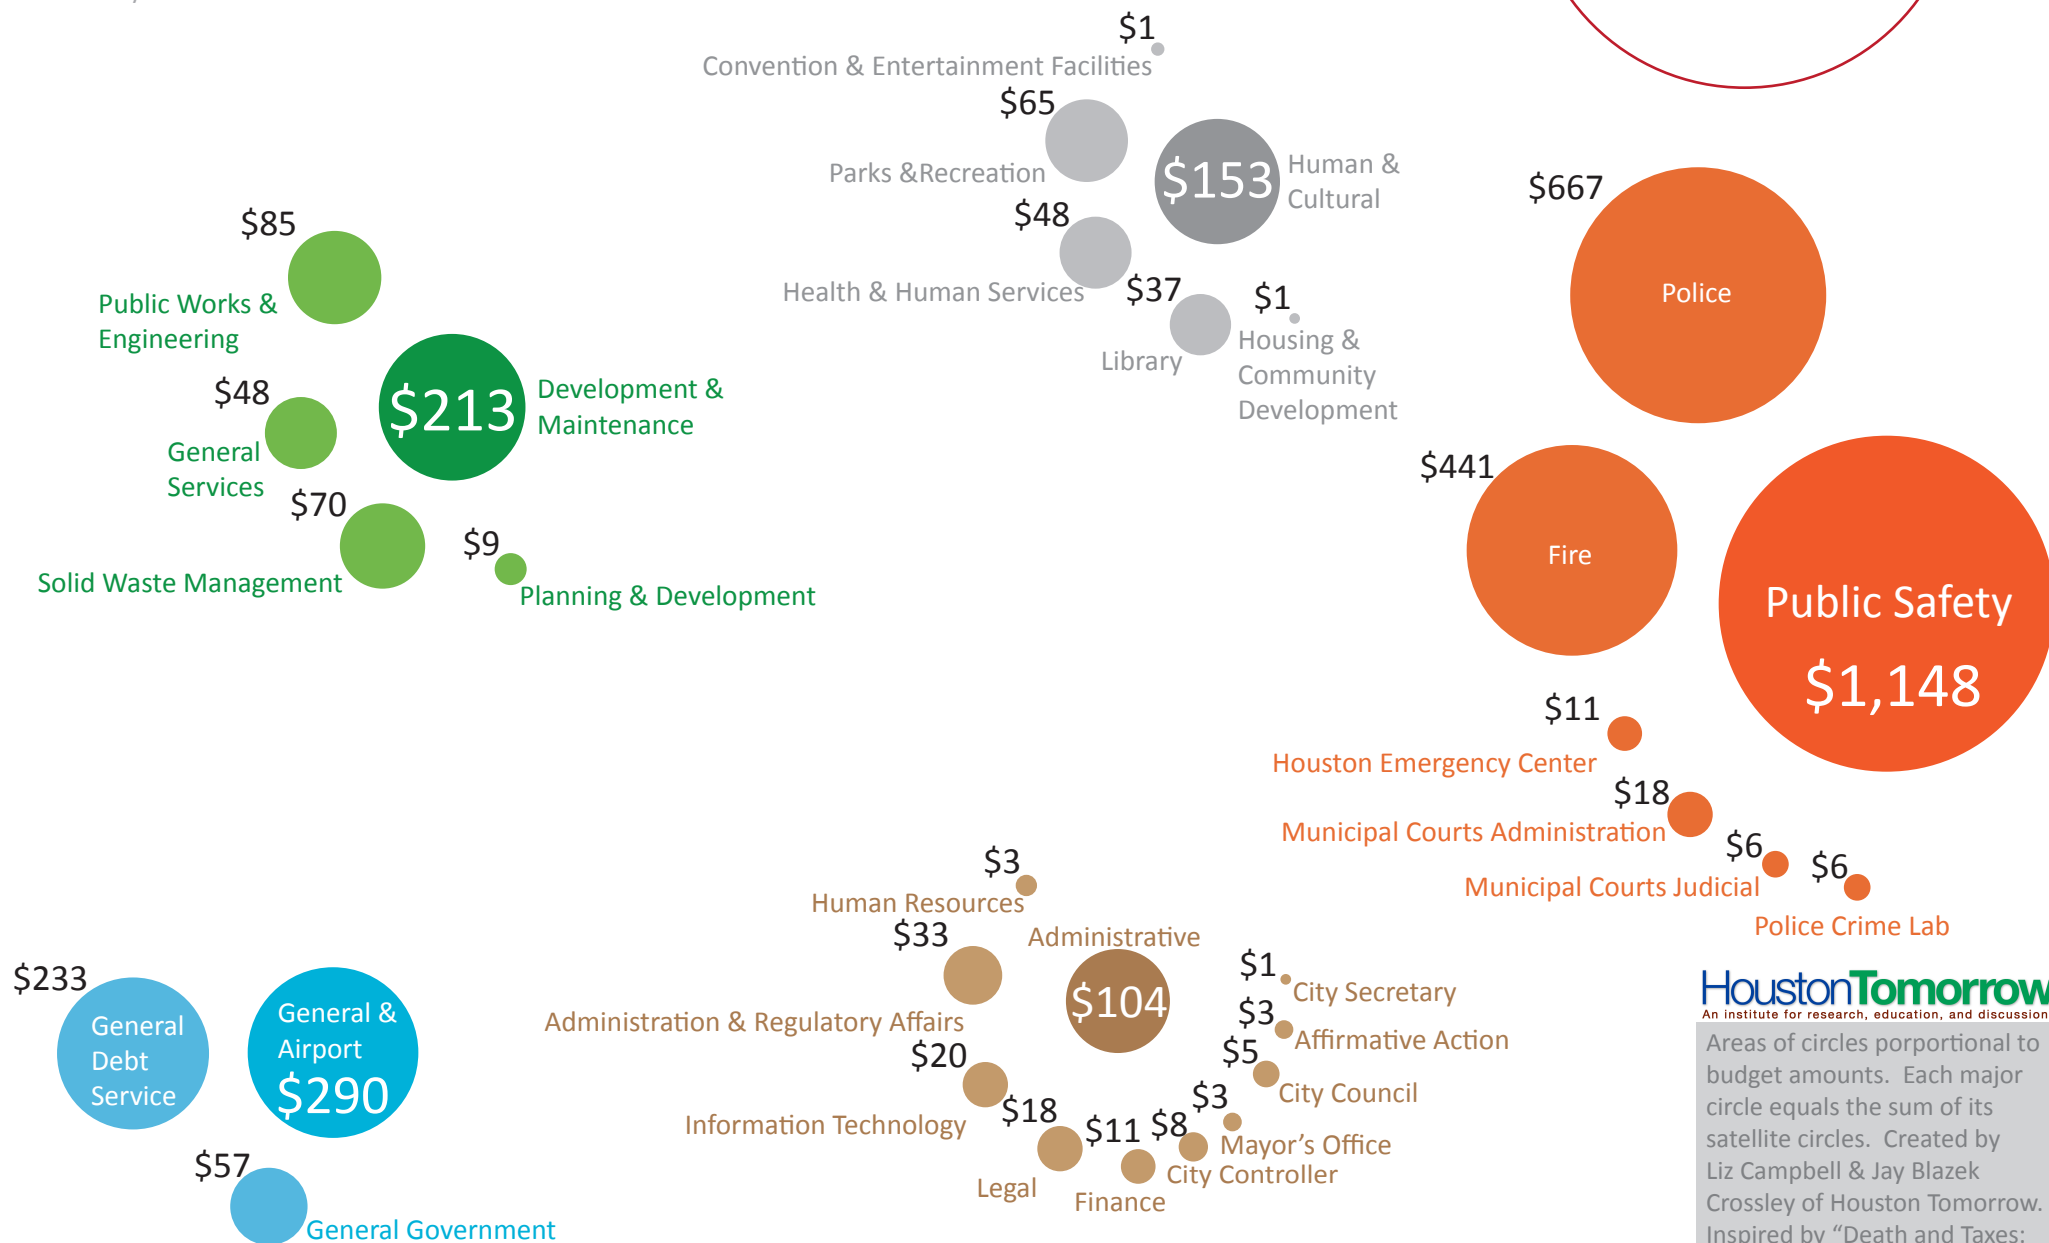 $1
Convention & Entertainment Facilities
$65
Parks &Recreation
$153
Human &
Cultural
$48
Health & Human Services
$37
Library
$1
Housing &
Community
Development
$85
Public Works &
Engineering
$48
General
Services
$213
Development &
Maintenance
$70
Solid Waste Management
$9
Planning & Development
$667
Police
$441
Fire
Public Safety
$1,148
$11
Houston Emergency Center
$18
Municipal Courts Administration
$6
Municipal Courts Judicial
$6
Police Crime Lab
$233
General
Debt
Service
General &
Airport
$290
$57
General Government
$3
Human Resources
$33
Administration & Regulatory Affairs
Administrative
$104
$20
Information Technology
$18
Legal
$11
Finance
$8
City Controller
$3
Mayor's Office
$5
City Council
$3
Affirmative Action
$1
City Secretary
HoustonTomorrow
An institute for research, education, and discussion
Areas of circles porportional to
budget amounts.  Each major
circle equals the sum of its
satellite circles.  Created by
Liz Campbell & Jay Blazek
Crossley of Houston Tomorrow.
Inspired by “Death and Taxes: